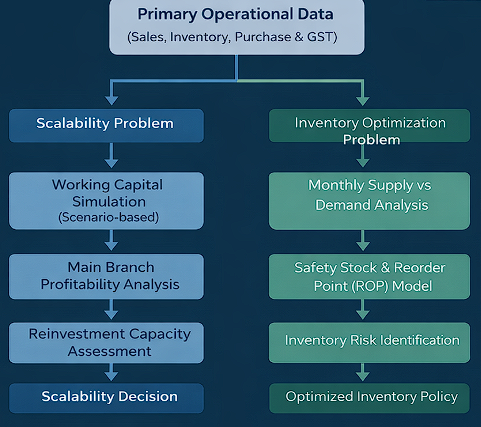 Primary Operational Data
(Sales, Inventory, Purchase & GST)
Scalability Problem
Working Capital
Simulation
(Scenario-based)
Main Branch
Profitability Analysis
Reinvestment Capacity
Assessment
Scalability Decision
Inventory Optimization
Problem
Monthly Supply vs
Demand Analysis
Safety Stock & Reorder
Point (ROP) Model
Inventory Risk Identification
Optimized Inventory Policy